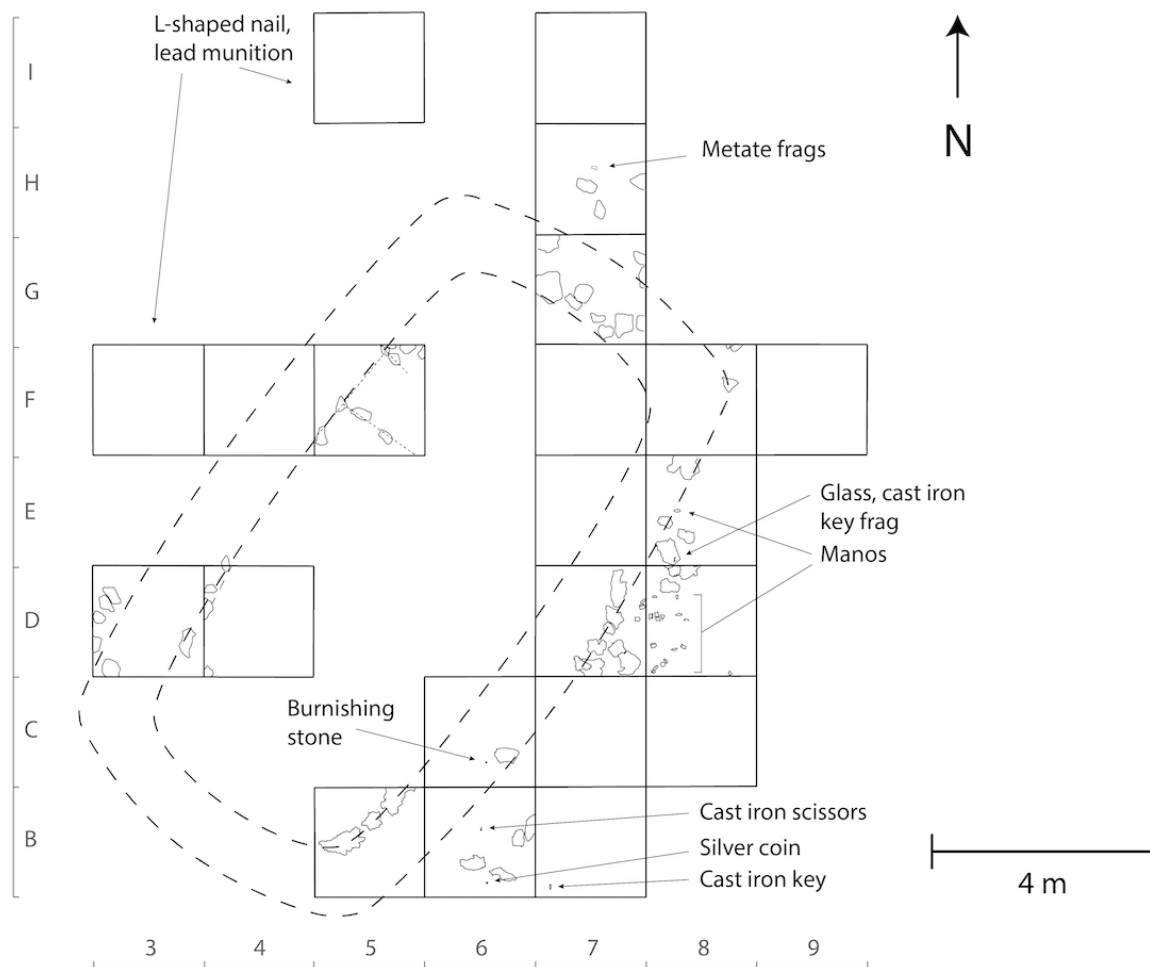 L-shaped nail,
lead munition
I
N
Metate frags
H
G
F
Glass, cast iron
key frag
E
Manos
D
Burnishing
stone
C
Cast iron scissors
Silver coin
Cast iron key
B
4 m
3 4 5 6 7 8 9